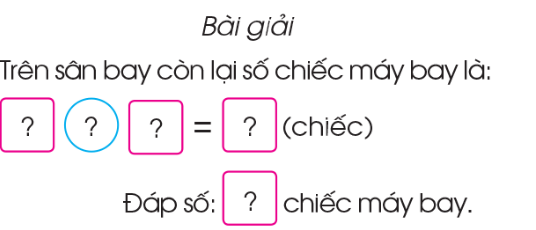 Bài giải
Trên sân bay còn lại số chiếc máy bay là:
? ? ? = ? (chiếc)
Đáp số: ? chiếc máy bay.